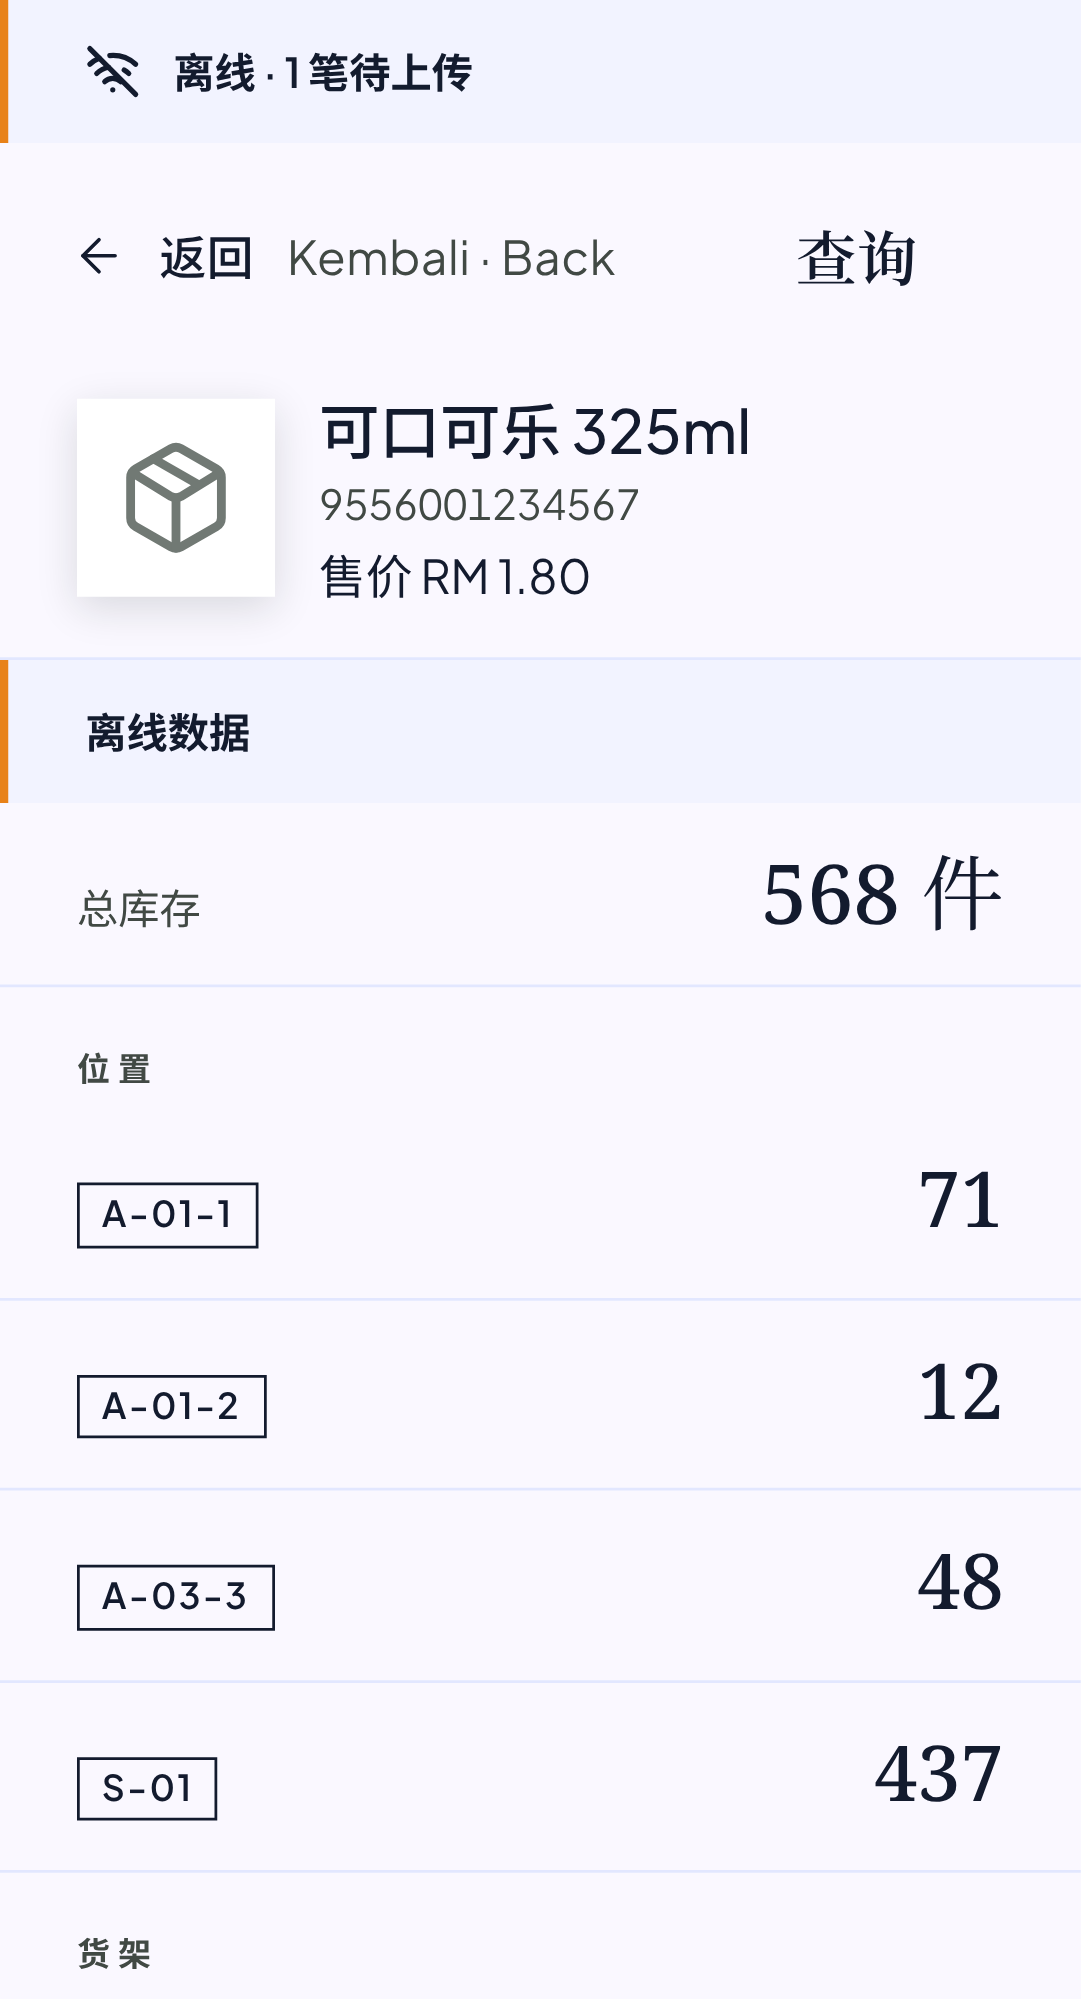 离线 · 1 笔待上传
返回 Kembali · Back 查询
可口可乐 325ml
9556001234567
售价 RM 1.80
离线数据
总库存 568 件
位置
A-01-1 71
A-01-2 12
A-03-3 48
S-01 437
货架